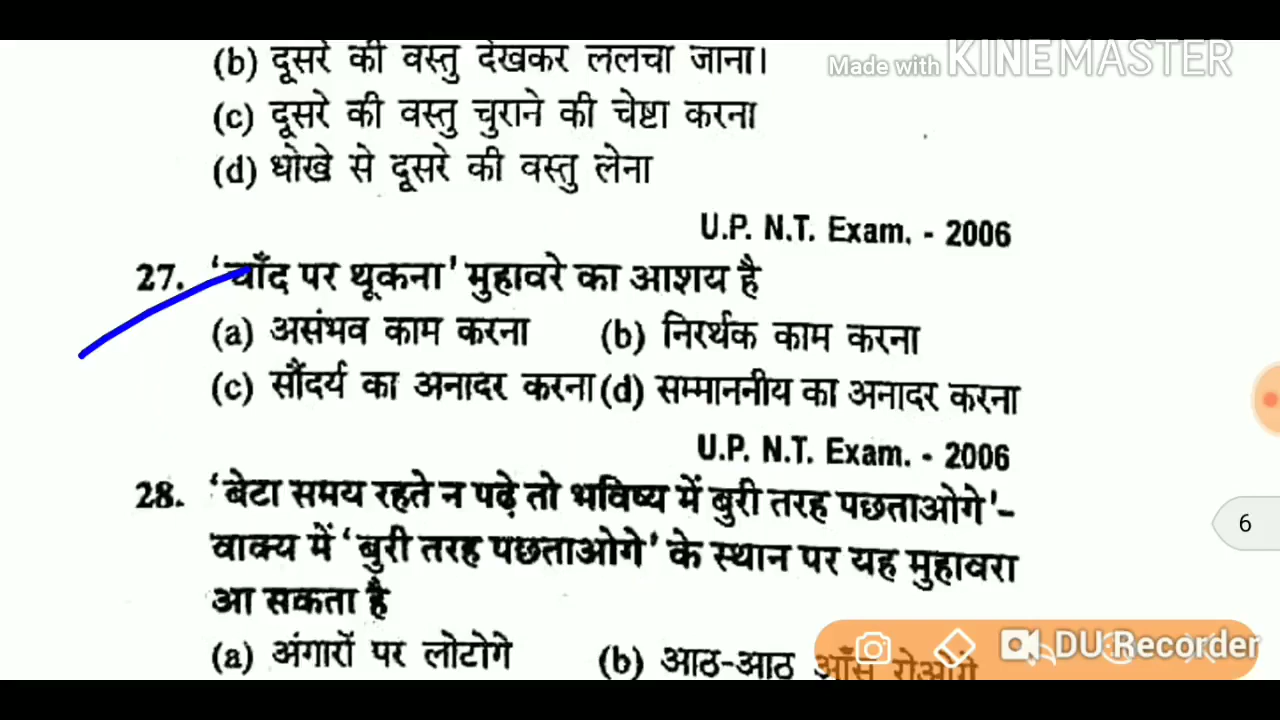 (b) दूसरे की वस्तु देखकर ललचा जाना।
Made with KINEMASTER
(c) दूसरे की वस्तु चुराने की चेष्टा करना
(d) धोखे से दूसरे की वस्तु लेना
U.P. N.T. Exam. - 2006
27. 'चाँद पर थूकना' मुहावरे का आशय है
(a) असंभव काम करना (b) निरर्थक काम करना
(c) सौंदर्य का अनादर करना (d) सम्माननीय का अनादर करना
U.P. N.T. Exam. - 2006
28. 'बेटा समय रहते न पढ़े तो भविष्य में बुरी तरह पछताओगे'-
6
वाक्य में 'बुरी तरह पछताओगे' के स्थान पर यह मुहावरा
आ सकता है
(a) अंगारों पर लोटोगे (b) आठ-आठ आँसू रोओगे
DU Recorder